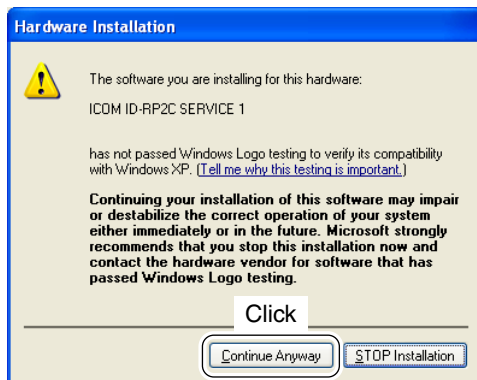 Hardware Installation
The software you are installing for this hardware:
ICOM ID-RP2C SERVICE 1
has not passed Windows Logo testing to verify its compatibility
with Windows XP. (Tell me why this testing is important.)
Continuing your installation of this software may impair
or destabilize the correct operation of your system
either immediately or in the future. Microsoft strongly
recommends that you stop this installation now and
contact the hardware vendor for software that has
passed Windows Logo testing.
Click
Continue Anyway STOP Installation